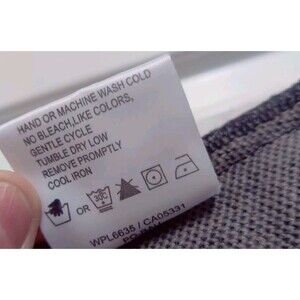 HAND OR MACHINE WASH COLD
NO BLEACH,LIKE COLORS,
GENTLE CYCLE
TUMBLE DRY LOW
REMOVE PROMPTLY
COOL IRON
OR 30C
WPL6635 / CA05331